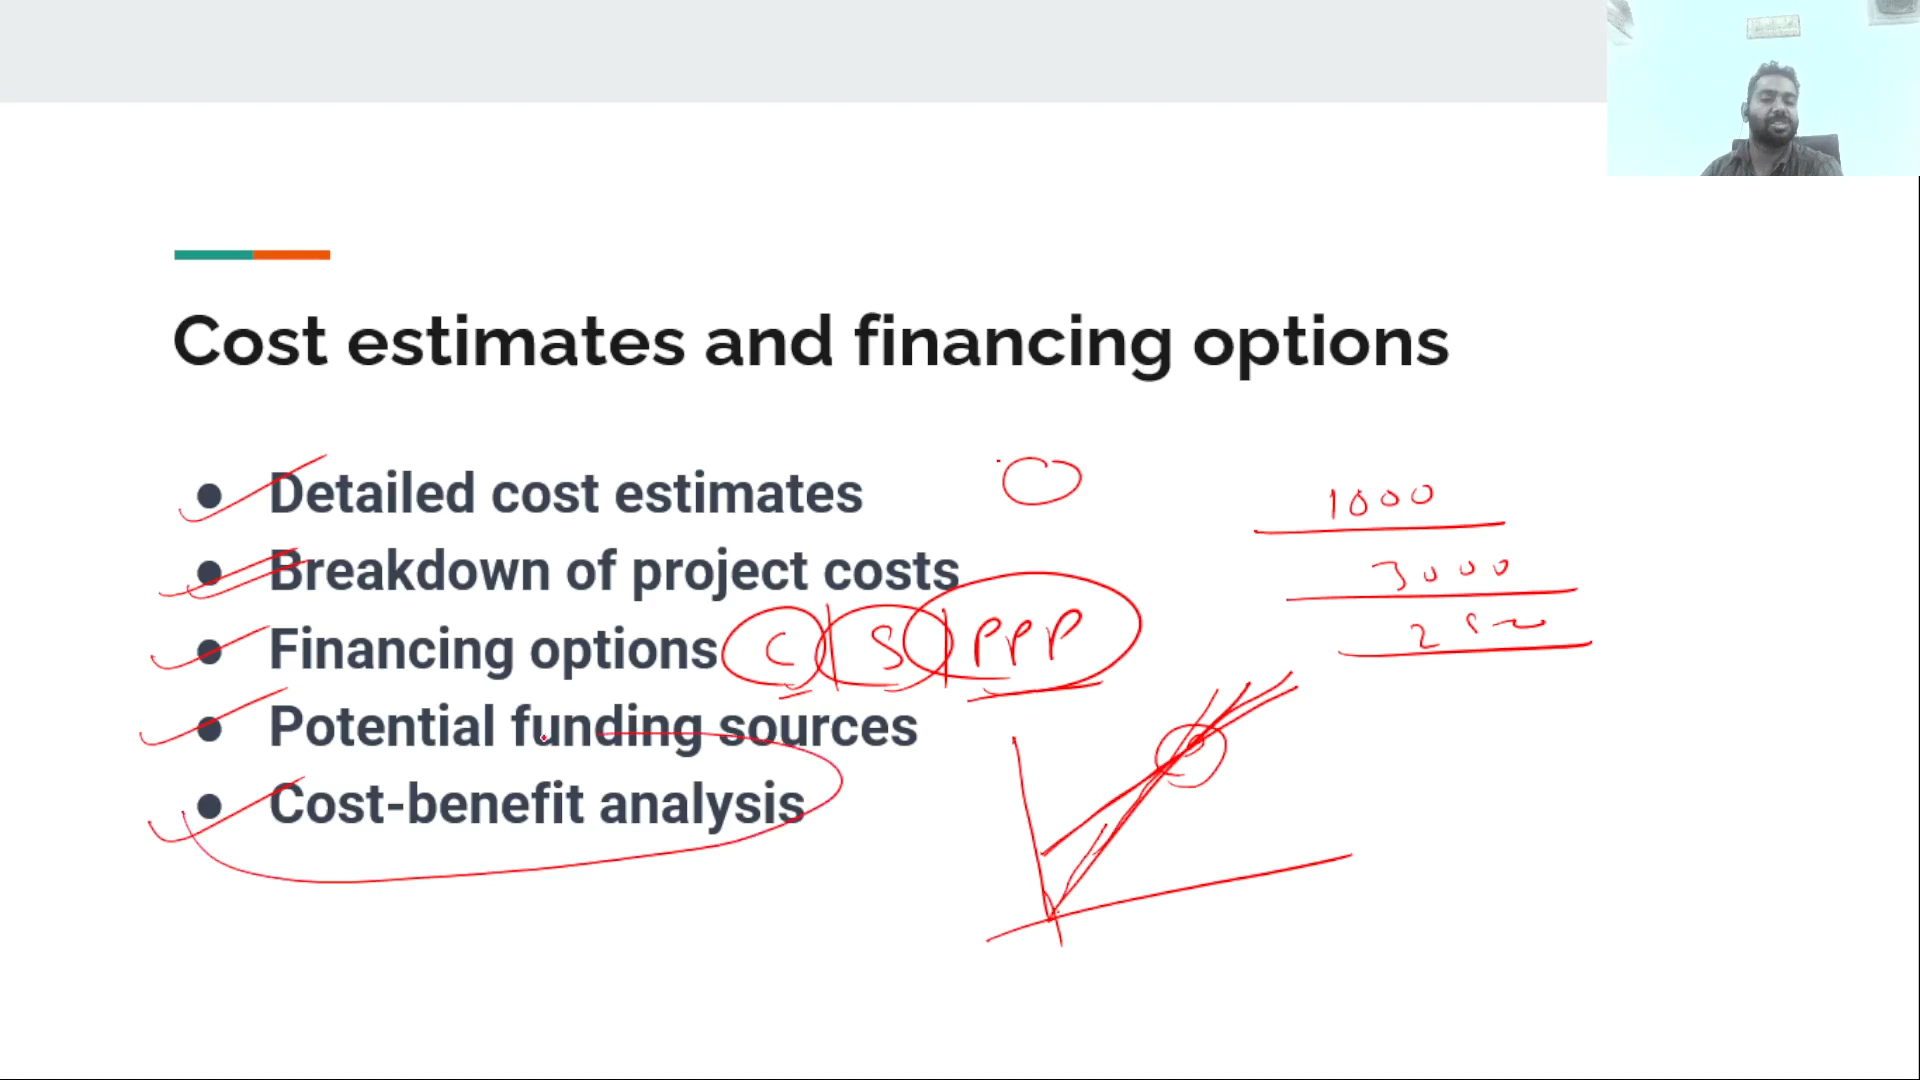 Cost estimates and financing options
● Detailed cost estimates
1000
● Breakdown of project costs
3000
● Financing options C | S | PPP
● Potential funding sources
● Cost-benefit analysis